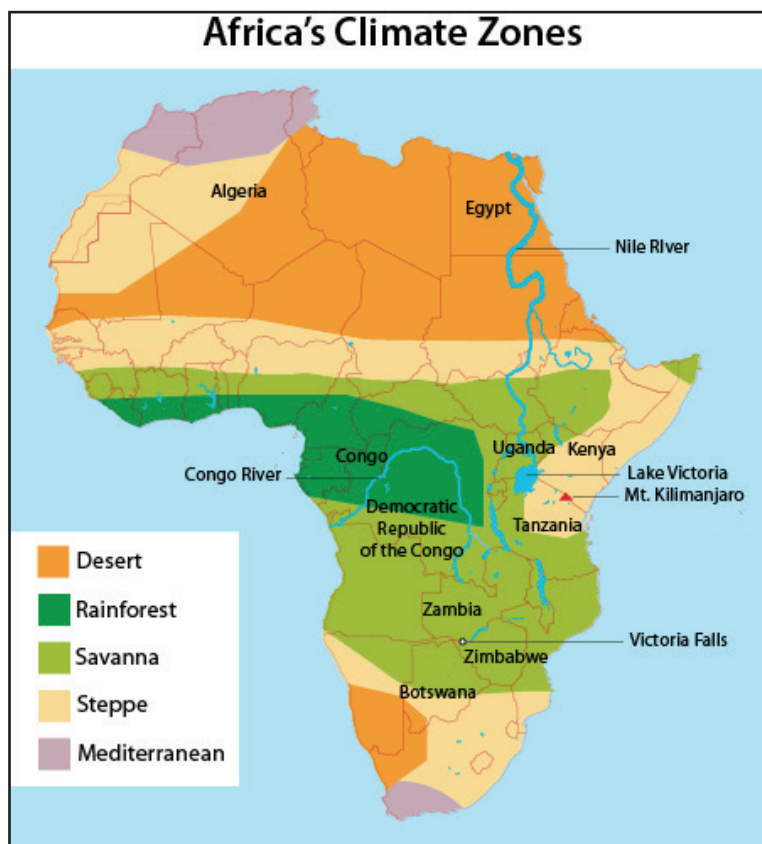 Africa's Climate Zones
Algeria
Egypt
Nile RIver
Uganda
Kenya
Congo
Congo River
Lake Victoria
Mt. Kilimanjaro
Democratic
Republic
of the Congo
Tanzania
Desert
Rainforest
Savanna
Steppe
Mediterranean
Zambia
Victoria Falls
Zimbabwe
Botswana